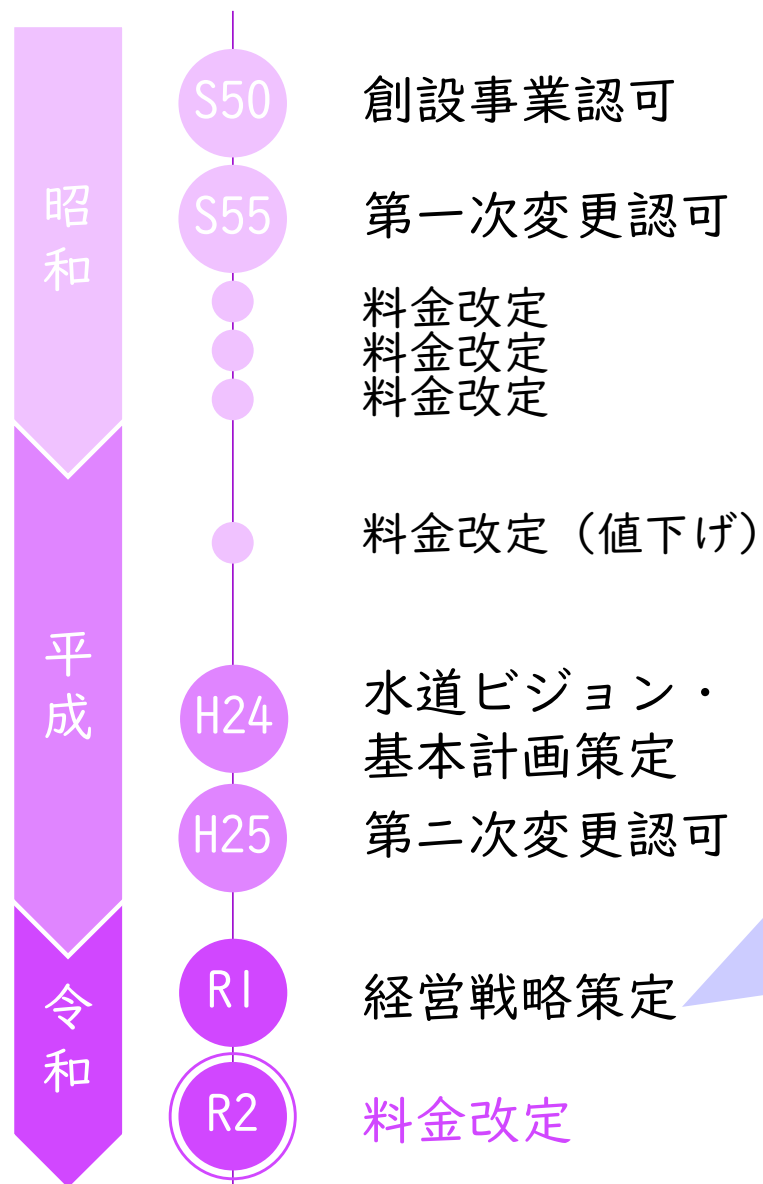 昭和
S50 創設事業認可
S55 第一次変更認可
料金改定
料金改定
料金改定
平成
料金改定（値下げ）
H24 水道ビジョン・
基本計画策定
H25 第二次変更認可
令和
R1 経営戦略策定
R2 料金改定